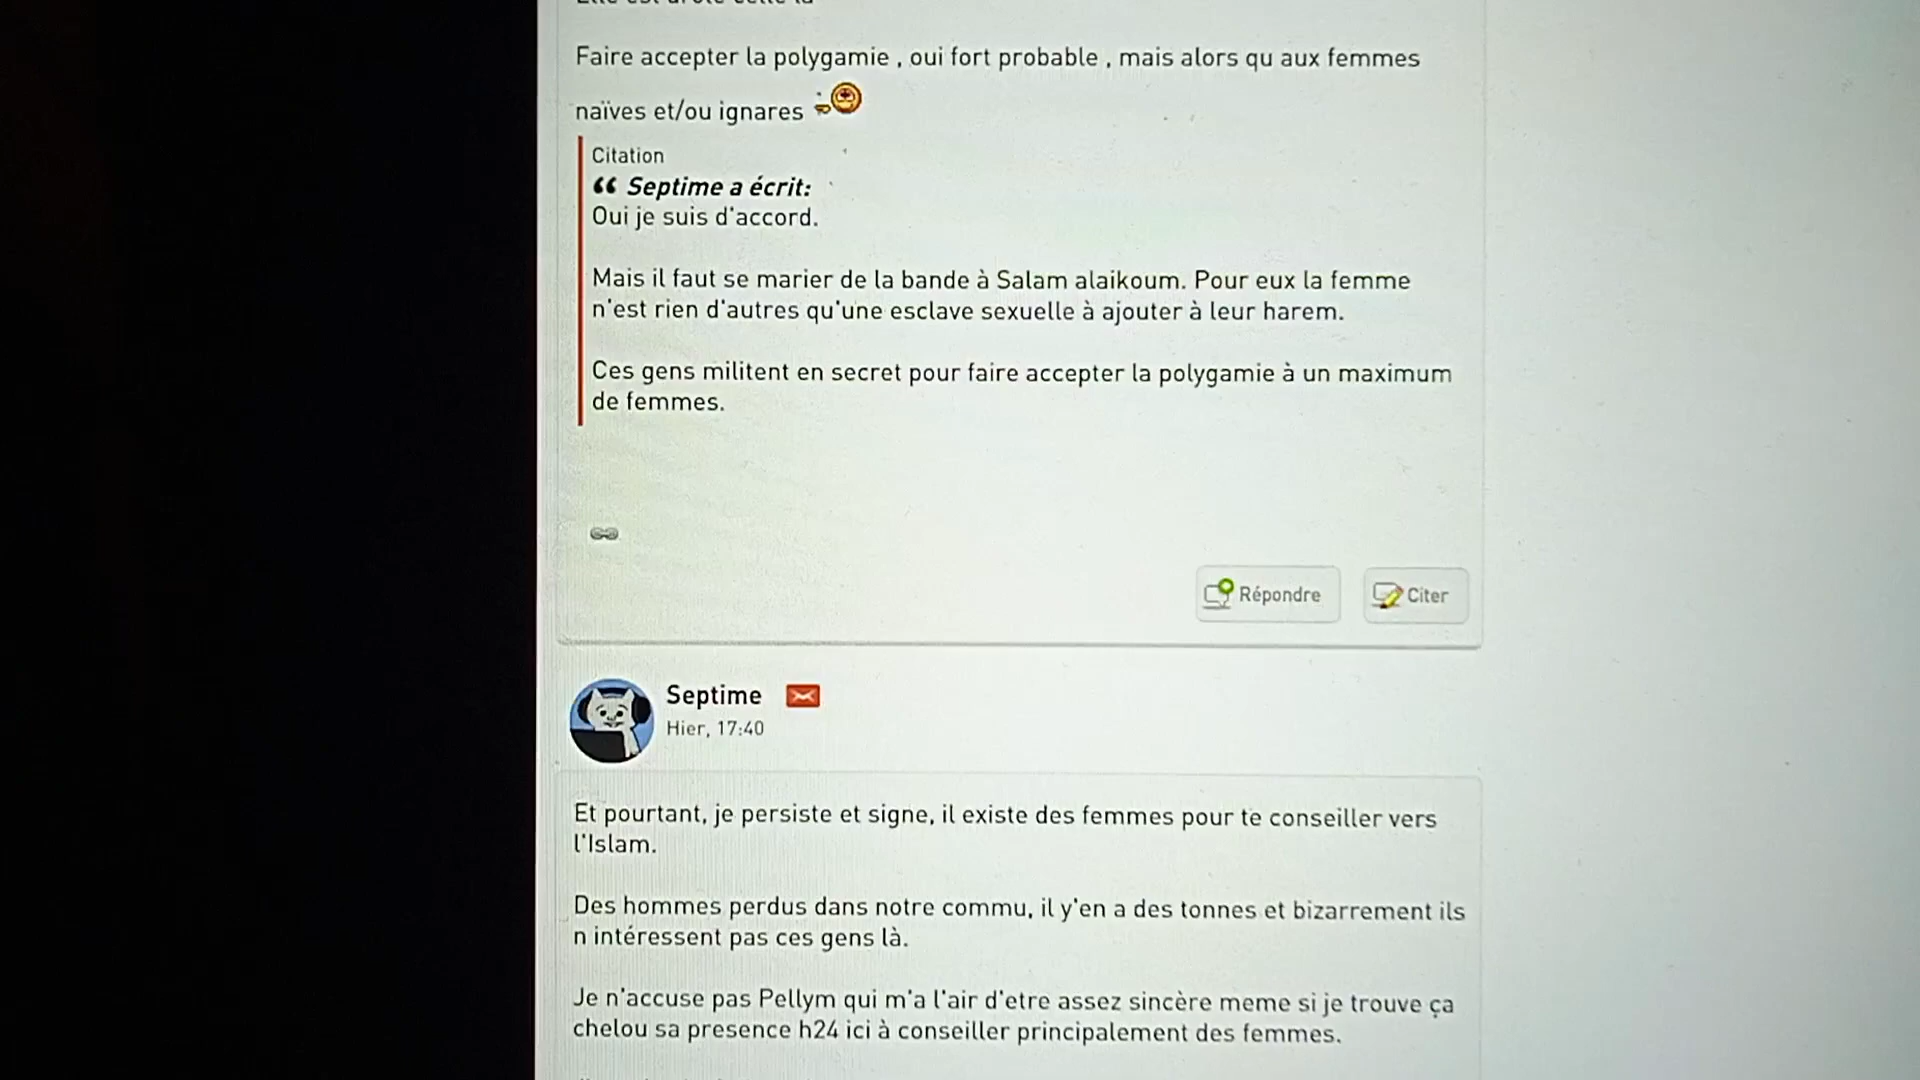 Faire accepter la polygamie , oui fort probable , mais alors qu aux femmes
naïves et/ou ignares
Citation
“ Septime a écrit:
Oui je suis d'accord.
Mais il faut se marier de la bande à Salam alaikoum. Pour eux la femme
n'est rien d'autres qu'une esclave sexuelle à ajouter à leur harem.
Ces gens militent en secret pour faire accepter la polygamie à un maximum
de femmes.
Répondre
Citer
Septime
Hier, 17:40
Et pourtant, je persiste et signe, il existe des femmes pour te conseiller vers
l'Islam.
Des hommes perdus dans notre commu, il y'en a des tonnes et bizarrement ils
n intéressent pas ces gens là.
Je n'accuse pas Pellym qui m'a l'air d'etre assez sincère meme si je trouve ça
chelou sa presence h24 ici à conseiller principalement des femmes.